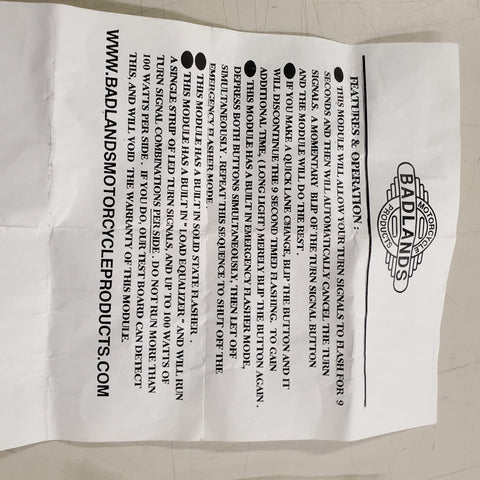 MOTORCYCLE
BADLANDS
PRODUCTS
FEATURES & OPERATION :
● THIS MODULE WILL ALLOW YOUR TURN SIGNALS TO FLASH FOR 9
SECONDS AND THEN WILL AUTOMATICALLY CANCEL THE TURN
SIGNALS. A MOMENTARY BLIP OF THE TURN SIGNAL BUTTON
AND THE MODULE WILL DO THE REST .
● IF YOU MAKE A QUICK LANE CHANGE, BLIP THE BUTTON AND IT
WILL DISCONTINUE THE 9 SECOND TIMED FLASHING. TO GAIN
ADDITIONAL TIME, ( LONG LIGHT ) MERELY BLIP THE BUTTON AGAIN .
● THIS MODULE HAS A BUILT IN EMERGENCY FLASHER MODE,
DEPRESS BOTH BUTTONS SIMULTANEOUSLY, THEN LET OFF
SIMULTANEOUSLY . REPEAT THIS SEQUENCE TO SHUT OFF THE
EMERGENCY FLASHER MODE .
● THIS MODULE HAS A BUILT IN SOLID STATE FLASHER .
● THIS MODULE HAS A BUILT IN " LOAD EQUALIZER " AND WILL RUN
A SINGLE STRIP OF LED TURN SIGNALS, AND UP TO 100 WATTS OF
TURN SIGNAL COMBINATIONS PER SIDE . DO NOT RUN MORE THAN
100 WATTS PER SIDE . IF YOU DO, OUR TEST BOARD CAN DETECT
THIS, AND WILL VOID THE WARRANTY OF THIS MODULE.
WWW.BADLANDSMOTORCYCLEPRODUCTS.COM